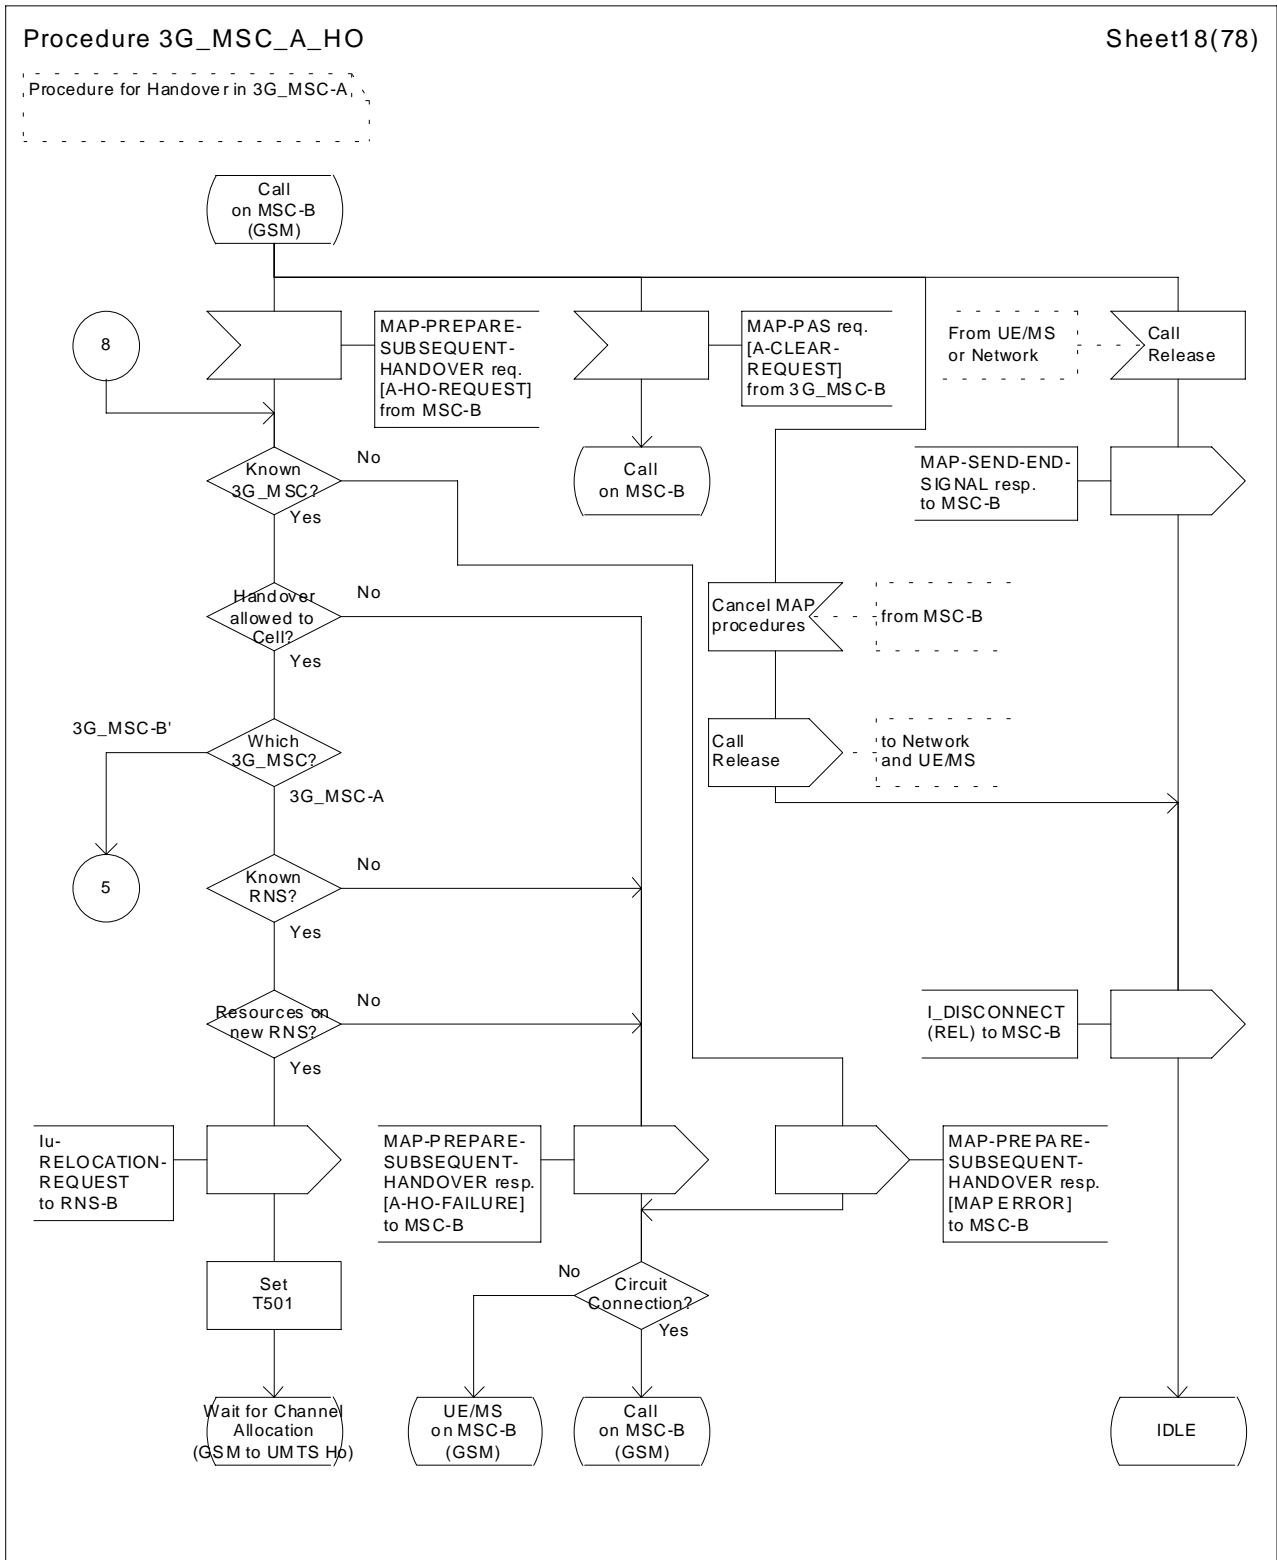 Procedure 3G_MSC_A_HO
Sheet18(78)
Procedure for Handover in 3G_MSC-A
Call
on MSC-B
(GSM)
8
MAP-PREPARE-
SUBSEQUENT-
HANDOVER req.
[A-HO-REQUEST]
from MSC-B
MAP-PAS req.
[A-CLEAR-
REQUEST]
from 3G_MSC-B
From UE/MS
or Network
Call
Release
Known
3G_MSC?
No
Yes
Call
on MSC-B
MAP-SEND-END-
SIGNAL resp.
to MSC-B
Handover
allowed to
Cell?
No
Yes
Cancel MAP
procedures
from MSC-B
3G_MSC-B'
Which
3G_MSC?
3G_MSC-A
Call
Release
to Network
and UE/MS
5
Known
RNS?
No
Yes
Resources on
new RNS?
No
Yes
I_DISCONNECT
(REL) to MSC-B
Iu-
RELOCATION-
REQUEST
to RNS-B
MAP-PREPARE-
SUBSEQUENT-
HANDOVER resp.
[A-HO-FAILURE]
to MSC-B
MAP-PREPARE-
SUBSEQUENT-
HANDOVER resp.
[MAP ERROR]
to MSC-B
Set
T501
No
Circuit
Connection?
Yes
Wait for Channel
Allocation
(GSM to UMTS Ho)
UE/MS
on MSC-B
(GSM)
Call
on MSC-B
(GSM)
IDLE